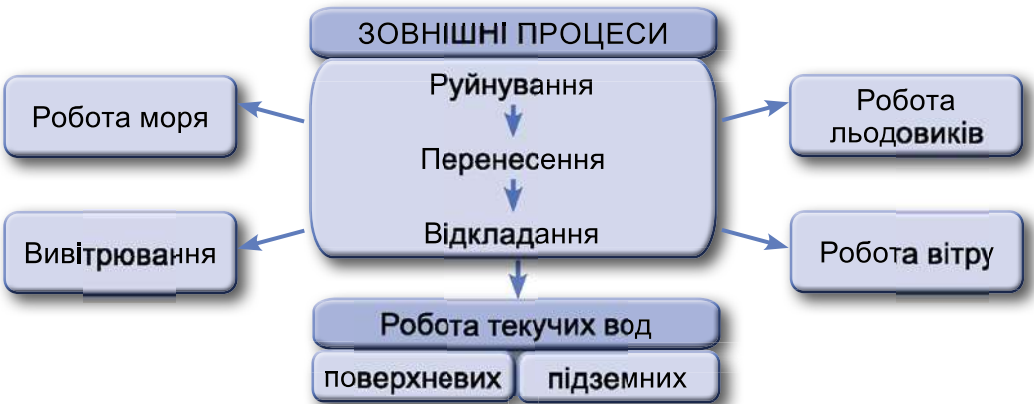 ЗОВНІШНІ ПРОЦЕСИ
Руйнування
Перенесення
Відкладання
Робота моря
Вивітрювання
Робота
льодовиків
Робота вітру
Робота текучих вод
поверхневих
підземних